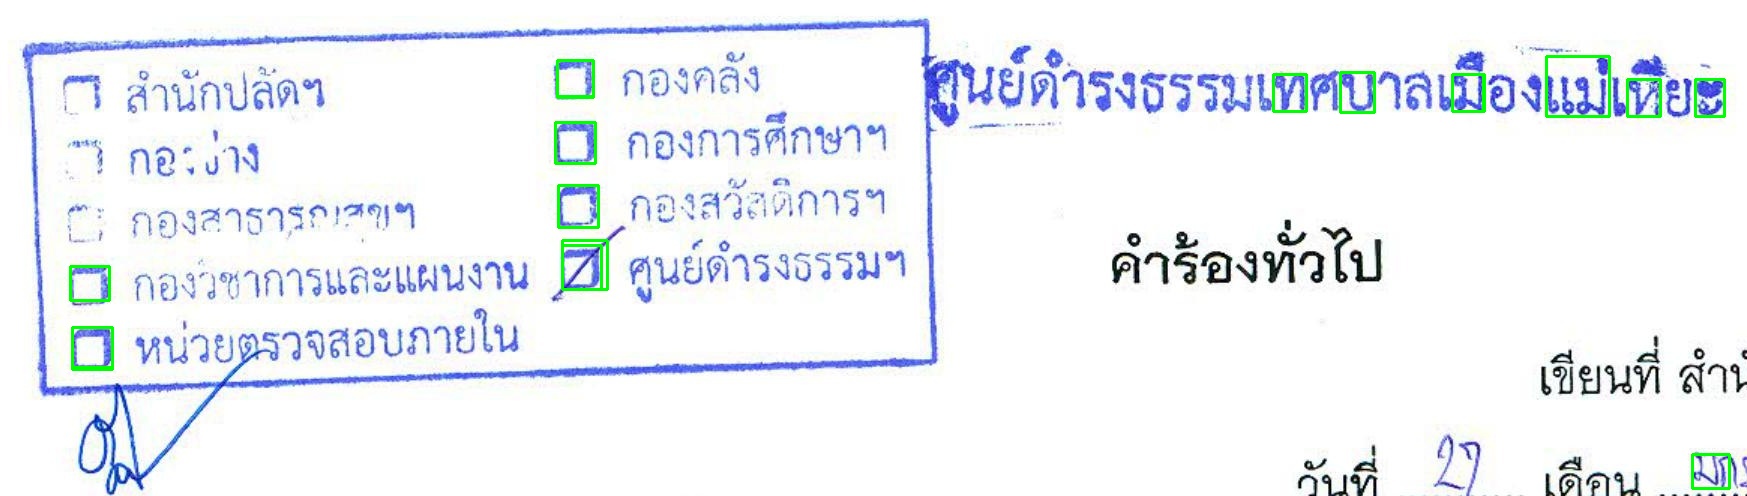 สำนักปลัดฯ
กองช่าง
กองสาธารณสุขฯ
กองวิชาการและแผนงาน
หน่วยตรวจสอบภายใน
กองคลัง
กองการศึกษาฯ
กองสวัสดิการฯ
ศูนย์ดำรงธรรมฯ
ศูนย์ดำรงธรรมเทศบาลเมืองแม่เหียะ
คำร้องทั่วไป
เขียนที่ สำนั
วันที่ 27 เดือน